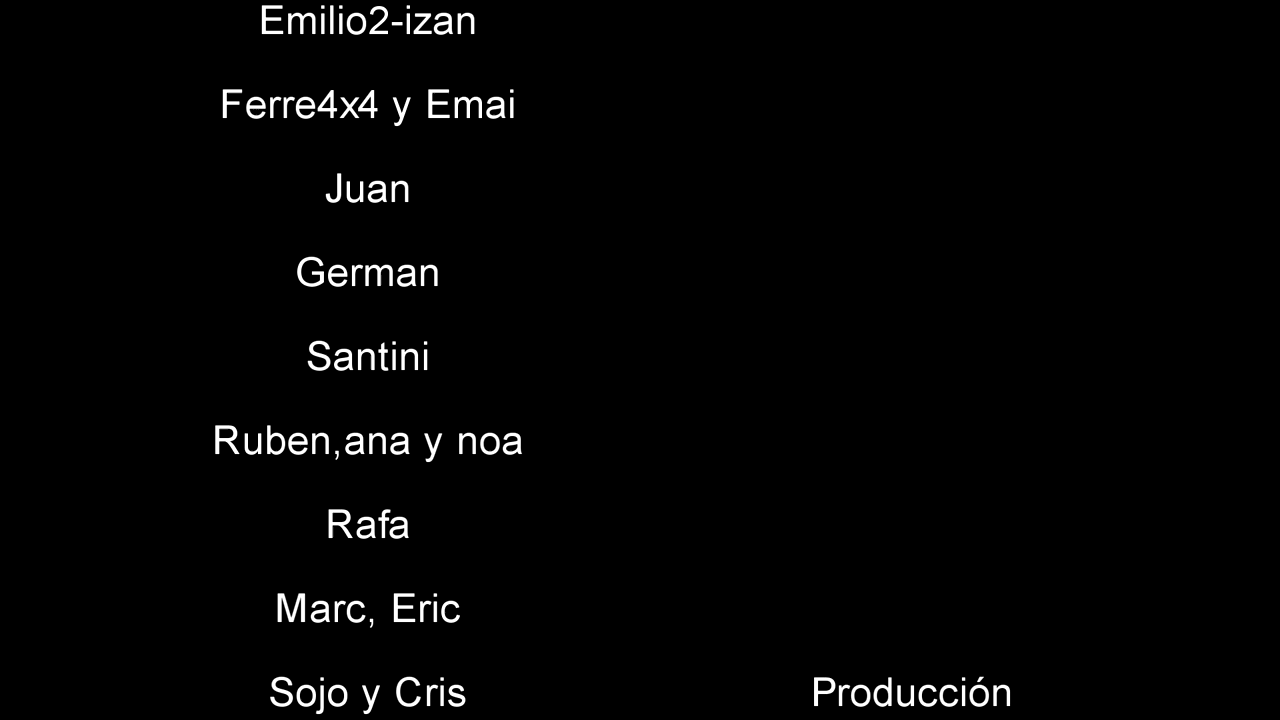 Emilio2-izan
Ferre4x4 y Emai
Juan
German
Santini
Ruben,ana y noa
Rafa
Marc, Eric
Sojo y Cris
Producción